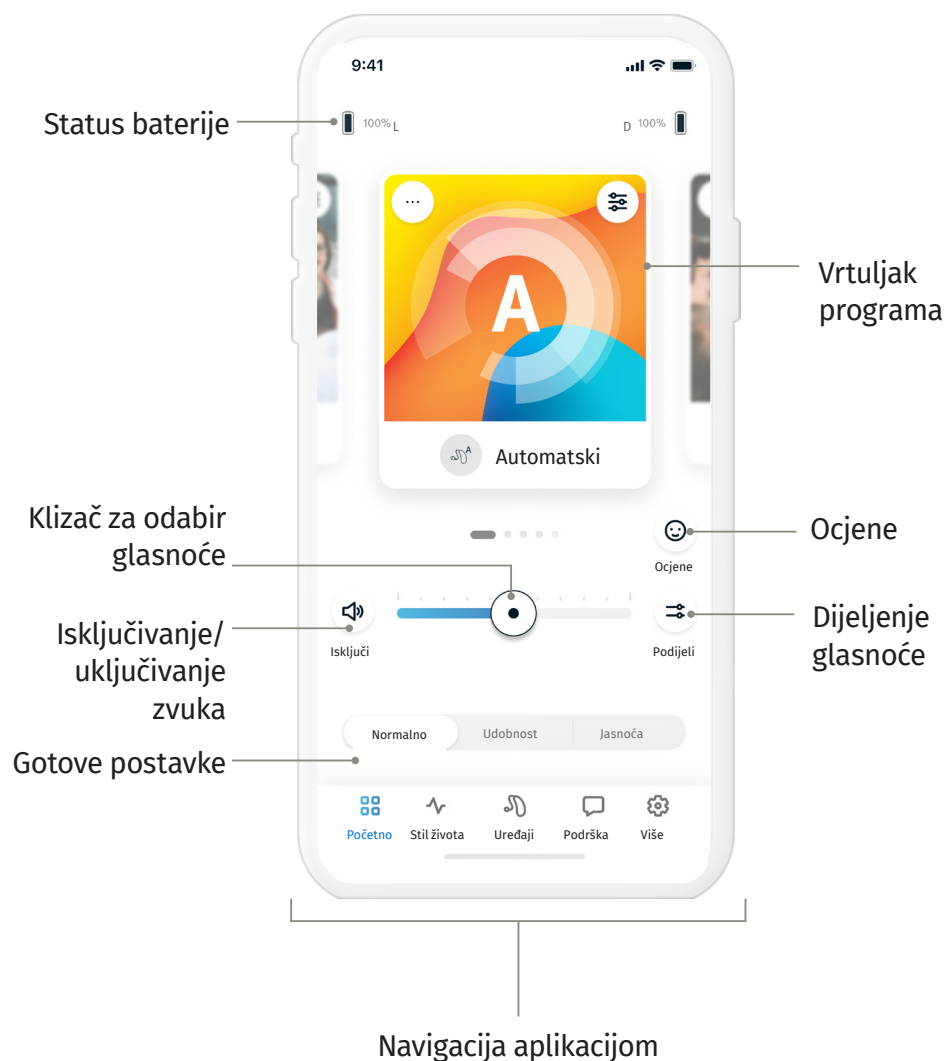 9:41
Status baterije
100% L
D 100%
...
A
Vrtuljak
programa
A
Automatski
Klizač za odabir
glasnoće
Ocjene
Ocjene
Isključivanje/
uključivanje
zvuka
Isključi
Podijeli
Dijeljenje
glasnoće
Normalno
Udobnost
Jasnoća
Gotove postavke
Početno
Stil života
Uređaji
Podrška
Više
Navigacija aplikacijom